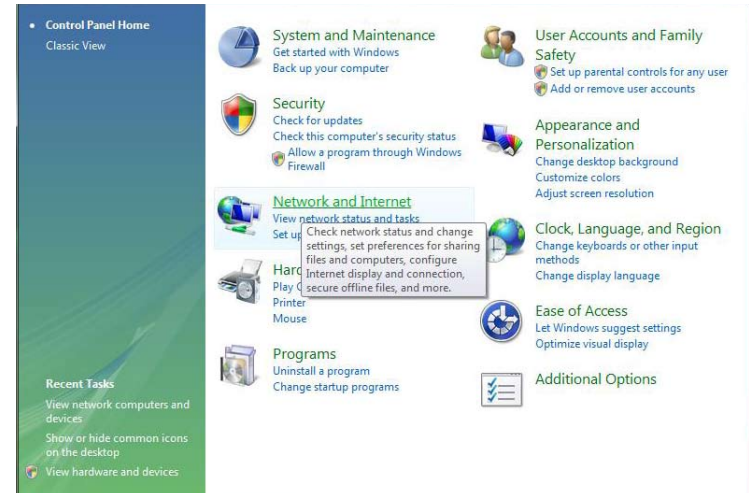 Control Panel Home
Classic View
System and Maintenance
Get started with Windows
Back up your computer
Security
Check for updates
Check this computer's security status
Allow a program through Windows
Firewall
Network and Internet
View network status and tasks
Set up
Check network status and change
settings, set preferences for sharing
files and computers, configure
Internet display and connection,
secure offline files, and more.
Hard
Play C
Printer
Mouse
Programs
Uninstall a program
Change startup programs
User Accounts and Family
Safety
Set up parental controls for any user
Add or remove user accounts
Appearance and
Personalization
Change desktop background
Customize colors
Adjust screen resolution
Clock, Language, and Region
Change keyboards or other input
methods
Change display language
Ease of Access
Let Windows suggest settings
Optimize visual display
Additional Options
Recent Tasks
View network computers and
devices
Show or hide common icons
on the desktop
View hardware and devices